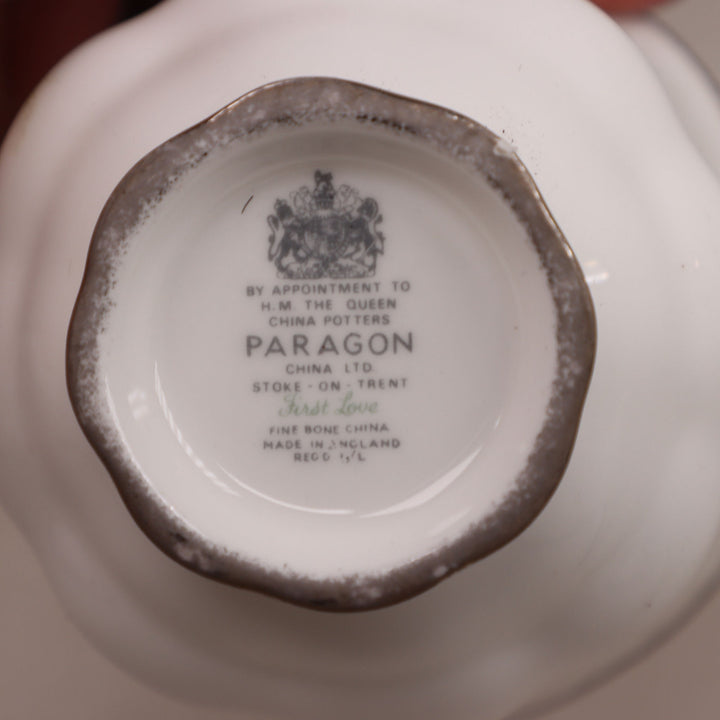 BY APPOINTMENT TO
H.M. THE QUEEN
CHINA POTTERS
PARAGON
CHINA LTD.
STOKE-ON-TRENT
First Love
FINE BONE CHINA
MADE IN ENGLAND
REGD